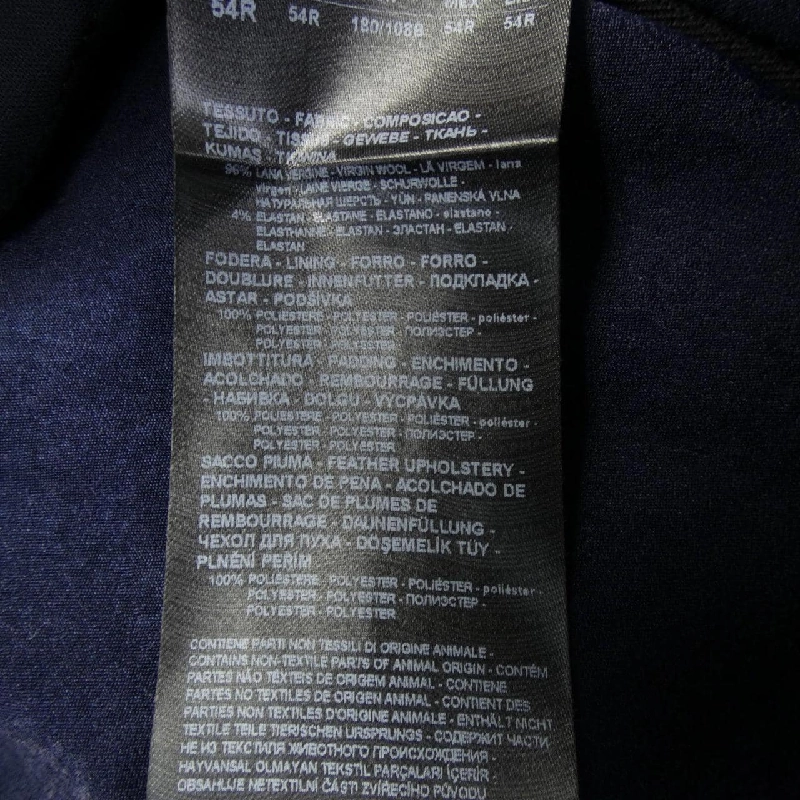 MEX
54R 54R 180/108B 54R 54R
TESSUTO - FABRIC - COMPOSICAO -
TEJIDO - TISSU - GEWEBE - ТКАНЬ -
KUMAS - TKANINA
96% LANA VERGINE - VIRGIN WOOL - LÃ VIRGEM - lana
virgen - LAINE VIERGE - SCHURWOLLE -
НАТУРАЛЬНАЯ ШЕРСТЬ - YÜN - PANENSKÁ VLNA
4% ELASTAN - ELASTANE - ELASTANO - elastano -
ELASTHANNE - ELASTAN - ЭЛАСТАН - ELASTAN -
ELASTAN
FODERA - LINING - FORRO - FORRO -
DOUBLURE - INNENFUTTER - ПОДКЛАДКА -
ASTAR - PODŠÍVKA
100% POLIESTERE - POLYESTER - POLIÉSTER - poliéster -
POLYESTER - POLYESTER - ПОЛИЭСТЕР -
POLYESTER - POLYESTER
IMBOTTITURA - PADDING - ENCHIMENTO -
ACOLCHADO - REMBOURRAGE - FÜLLUNG
- НАБИВКА - DOLGU - VYCPÁVKA
100% POLIESTERE - POLYESTER - POLIÉSTER - poliéster -
POLYESTER - POLYESTER - ПОЛИЭСТЕР -
POLYESTER - POLYESTER
SACCO PIUMA - FEATHER UPHOLSTERY -
ENCHIMENTO DE PENA - ACOLCHADO DE
PLUMAS - SAC DE PLUMES DE
REMBOURRAGE - DAUNENFÜLLUNG -
ЧЕХОЛ ДЛЯ ПУХА - DOŞEMELİK TÜY -
PLNĚNÍ PEŘÍM
100% POLIESTERE - POLYESTER - POLIÉSTER - poliéster -
POLYESTER - POLYESTER - ПОЛИЭСТЕР -
POLYESTER - POLYESTER
CONTIENE PARTI NON TESSILI DI ORIGINE ANIMALE -
CONTAINS NON-TEXTILE PARTS OF ANIMAL ORIGIN - CONTÉM
PARTES NÃO TÊXTEIS DE ORIGEM ANIMAL - CONTIENE
PARTES NO TEXTILES DE ORIGEN ANIMAL - CONTIENT DES
PARTIES NON TEXTILES D'ORIGINE ANIMALE - ENTHÄLT NICHT
TEXTILE TEILE TIERISCHEN URSPRUNGS - СОДЕРЖИТ ЧАСТИ
НЕ ИЗ ТЕКСТИЛЯ ЖИВОТНОГО ПРОИСХОЖДЕНИЯ -
HAYVANSAL OLMAYAN TEKSTİL PARÇALARI İÇERİR -
OBSAHUJE NETEXTILNÍ ČÁSTI ZVÍŘECÍHO PŮVODU